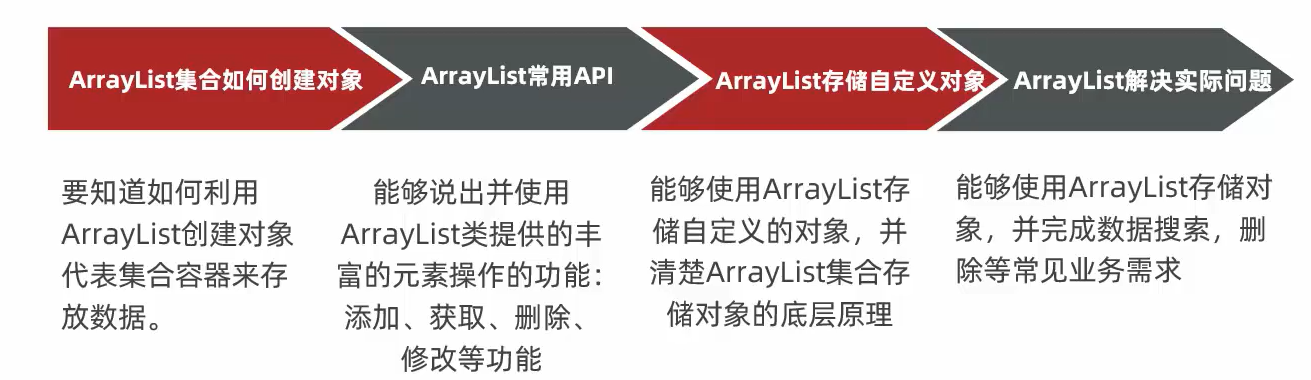 ArrayList集合如何创建对象
ArrayList常用API
ArrayList存储自定义对象
ArrayList解决实际问题
要知道如何利用
ArrayList创建对象
代表集合容器来存
放数据。
能够说出并使用
ArrayList类提供的丰
富的元素操作的功能：
添加、获取、删除、
修改等功能
能够使用ArrayList存
储自定义的对象，并
清楚ArrayList集合存
储对象的底层原理
能够使用ArrayList存储对
象，并完成数据搜索，删
除等常见业务需求